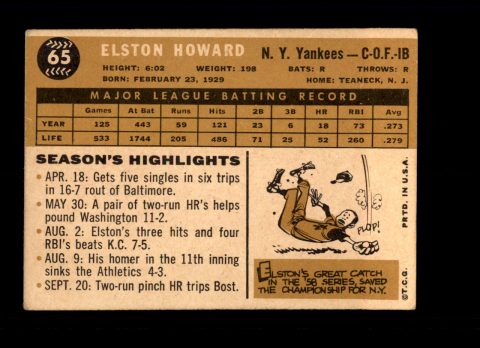 65
ELSTON HOWARD
N. Y. Yankees — C-O.F.-IB
HEIGHT: 6:02 WEIGHT: 198 BATS: R THROWS: R
BORN: FEBRUARY 23, 1929 HOME: TEANECK, N. J.
MAJOR LEAGUE BATTING RECORD
Games At Bat Runs Hits 2B 3B HR RBI Avg
YEAR 125 443 59 121 23 6 18 73 .273
LIFE 533 1744 205 486 71 25 52 260 .279
SEASON'S HIGHLIGHTS
• APR. 18: Gets five singles in six trips
in 16-7 rout of Baltimore.
• MAY 30: A pair of two-run HR's helps
pound Washington 11-2.
• AUG. 2: Elston's three hits and four
RBI's beats K.C. 7-5.
• AUG. 9: His homer in the 11th inning
sinks the Athletics 4-3.
• SEPT. 20: Two-run pinch HR trips Bost.
PLOP!
ELSTON'S GREAT CATCH
IN THE '58 SERIES, SAVED
THE CHAMPIONSHIP FOR N.Y.
©T.C.G. PRTD. IN U.S.A.